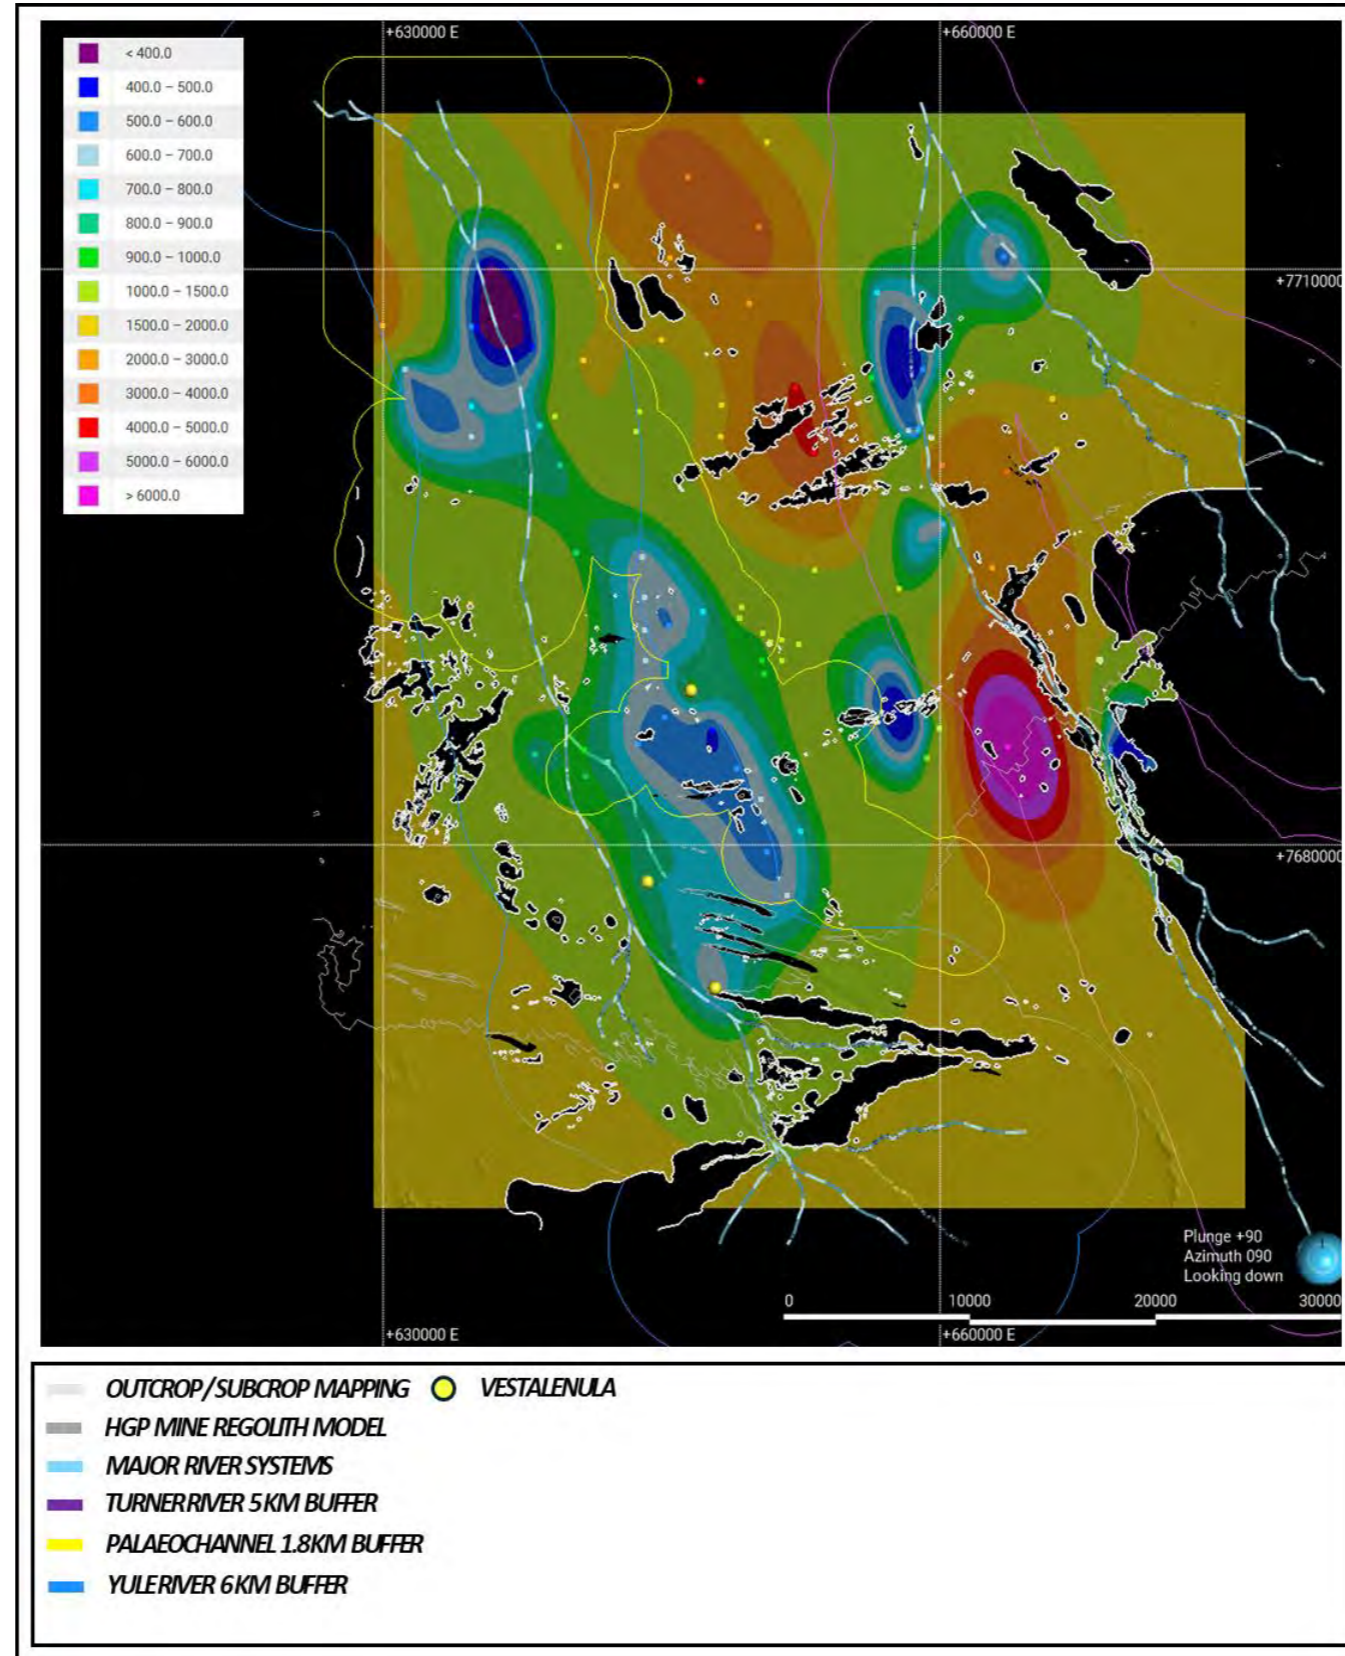 +630000 E
+660000 E
< 400.0
400.0 – 500.0
500.0 – 600.0
600.0 – 700.0
700.0 – 800.0
800.0 – 900.0
900.0 – 1000.0
1000.0 – 1500.0
1500.0 – 2000.0
2000.0 – 3000.0
3000.0 – 4000.0
4000.0 – 5000.0
5000.0 – 6000.0
> 6000.0
+7710000
+7680000
Plunge +90
Azimuth 090
Looking down
0 10000 20000 30000
+630000 E
+660000 E
OUTCROP/SUBCROP MAPPING
VESTALENULA
HGP MINE REGOLITH MODEL
MAJOR RIVER SYSTEMS
TURNER RIVER 5KM BUFFER
PALAEOCHANNEL 1.8KM BUFFER
YULE RIVER 6KM BUFFER